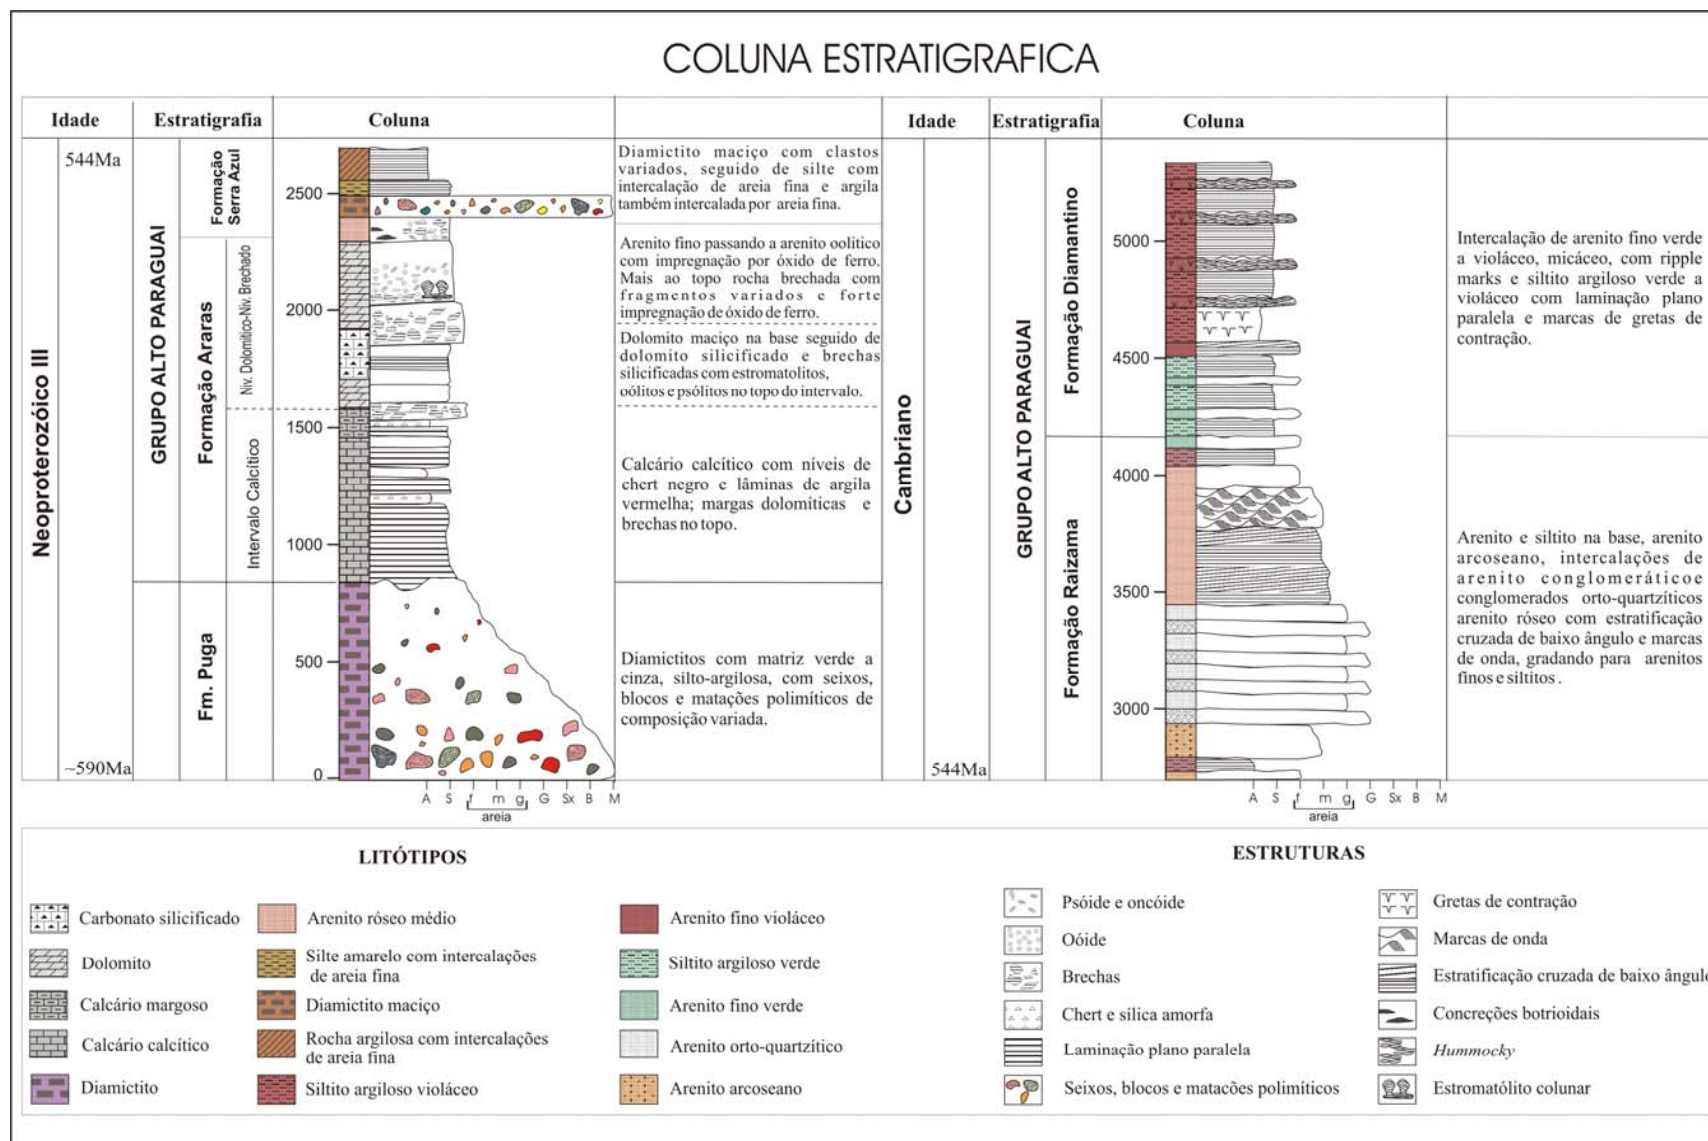 COLUNA ESTRATIGRAFICA
Idade
Estratigrafia
Coluna
Idade
Estratigrafia
Coluna
Neoproterozóico III
544Ma
~590Ma
GRUPO ALTO PARAGUAI
Formação
Serra Azul
Formação Araras
Niv. Dolomitico-Niv. Brechado
Intervalo Calcítico
Fm. Puga
2500
2000
1500
1000
500
0
A S f m g G Sx B M
areia
Diamictito maciço com clastos
variados, seguido de silte com
intercalação de areia fina e argila
também intercalada por areia fina.
Arenito fino passando a arenito oolitico
com impregnação por óxido de ferro.
Mais ao topo rocha brechada com
fragmentos variados e forte
impregnação de óxido de ferro.
Dolomito maciço na base seguido de
dolomito silicificado e brechas
silicificadas com estromatolitos,
oólitos e psólitos no topo do intervalo.
Calcário calcítico com níveis de
chert negro e lâminas de argila
vermelha; margas dolomíticas e
brechas no topo.
Diamictitos com matriz verde a
cinza, silto-argilosa, com seixos,
blocos e matações polimíticos de
composição variada.
Cambriano
544Ma
GRUPO ALTO PARAGUAI
Formação Diamantino
Formação Raizama
5000
4500
4000
3500
3000
A S f m g G Sx B M
areia
Intercalação de arenito fino verde
a violáceo, micáceo, com ripple
marks e siltito argiloso verde a
violáceo com laminação plano
paralela e marcas de gretas de
contração.
Arenito e siltito na base, arenito
arcoseano, intercalações de
arenito conglomeráticoe
conglomerados orto-quartzíticos
arenito róseo com estratificação
cruzada de baixo ângulo e marcas
de onda, gradando para arenitos
finos e siltitos .
LITÓTIPOS
Carbonato silicificado
Dolomito
Calcário margoso
Calcário calcítico
Diamictito
Arenito róseo médio
Silte amarelo com intercalações
de areia fina
Diamictito maciço
Rocha argilosa com intercalações
de areia fina
Siltito argiloso violáceo
Arenito fino violáceo
Siltito argiloso verde
Arenito fino verde
Arenito orto-quartzítico
Arenito arcoseano
ESTRUTURAS
Psóide e oncóide
Oóide
Brechas
Chert e sílica amorfa
Laminação plano paralela
Seixos, blocos e matacões polimíticos
Gretas de contração
Marcas de onda
Estratificação cruzada de baixo ângulo
Concreções botrioidais
Hummocky
Estromatólito colunar